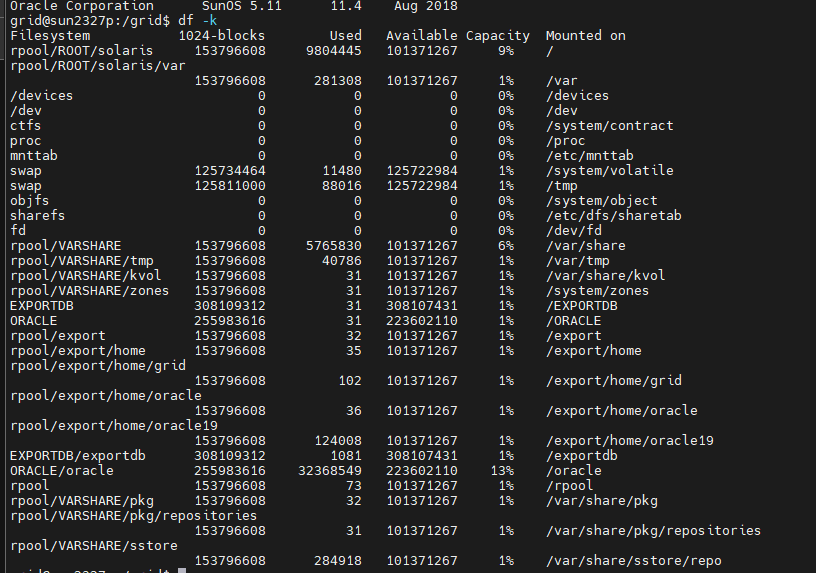 Oracle Corporation      SunOS 5.11      11.4    Aug 2018
grid@sun2327p:/grid$ df -k
Filesystem           1024-blocks        Used   Available Capacity  Mounted on
rpool/ROOT/solaris     153796608     9804445   101371267     9%    /
rpool/ROOT/solaris/var
                       153796608      281308   101371267     1%    /var
/devices                       0           0           0     0%    /devices
/dev                           0           0           0     0%    /dev
ctfs                           0           0           0     0%    /system/contract
proc                           0           0           0     0%    /proc
mnttab                         0           0           0     0%    /etc/mnttab
swap                   125734464       11480   125722984     1%    /system/volatile
swap                   125811000       88016   125722984     1%    /tmp
objfs                          0           0           0     0%    /system/object
sharefs                        0           0           0     0%    /etc/dfs/sharetab
fd                             0           0           0     0%    /dev/fd
rpool/VARSHARE         153796608     5765830   101371267     6%    /var/share
rpool/VARSHARE/tmp     153796608       40786   101371267     1%    /var/tmp
rpool/VARSHARE/kvol    153796608          31   101371267     1%    /var/share/kvol
rpool/VARSHARE/zones   153796608          31   101371267     1%    /system/zones
EXPORTDB               308109312          31   308107431     1%    /EXPORTDB
ORACLE                 255983616          31   223602110     1%    /ORACLE
rpool/export           153796608          32   101371267     1%    /export
rpool/export/home      153796608          35   101371267     1%    /export/home
rpool/export/home/grid
                       153796608         102   101371267     1%    /export/home/grid
rpool/export/home/oracle
                       153796608          36   101371267     1%    /export/home/oracle
rpool/export/home/oracle19
                       153796608      124008   101371267     1%    /export/home/oracle19
EXPORTDB/exportdb      308109312        1081   308107431     1%    /exportdb
ORACLE/oracle          255983616    32368549   223602110    13%    /oracle
rpool                  153796608          73   101371267     1%    /rpool
rpool/VARSHARE/pkg     153796608          32   101371267     1%    /var/share/pkg
rpool/VARSHARE/pkg/repositories
                       153796608          31   101371267     1%    /var/share/pkg/repositories
rpool/VARSHARE/sstore
                       153796608      284918   101371267     1%    /var/share/sstore/repo
grid@sun2327p:/grid$